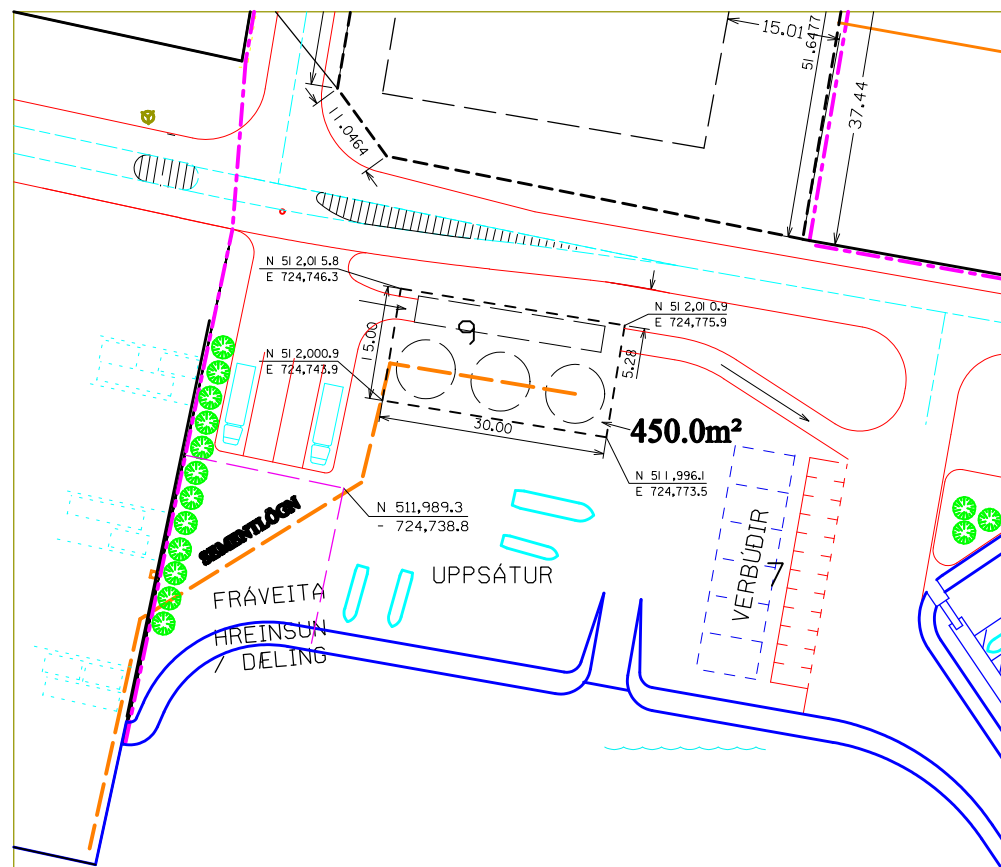 15.01
51.6477
37.44
11.0464
N 512,015.8
E 724,746.3
N 512,010.9
E 724,775.9
9
15.00
5.28
N 512,000.9
E 724,743.9
30.00
450.0m²
N 511,996.1
E 724,773.5
N 511,989.3
- 724,738.8
SEMENTLÖGN
UPPSÁTUR
VERBÚÐIR
7
FRÁVEITA
HREINSUN
/ DÆLING